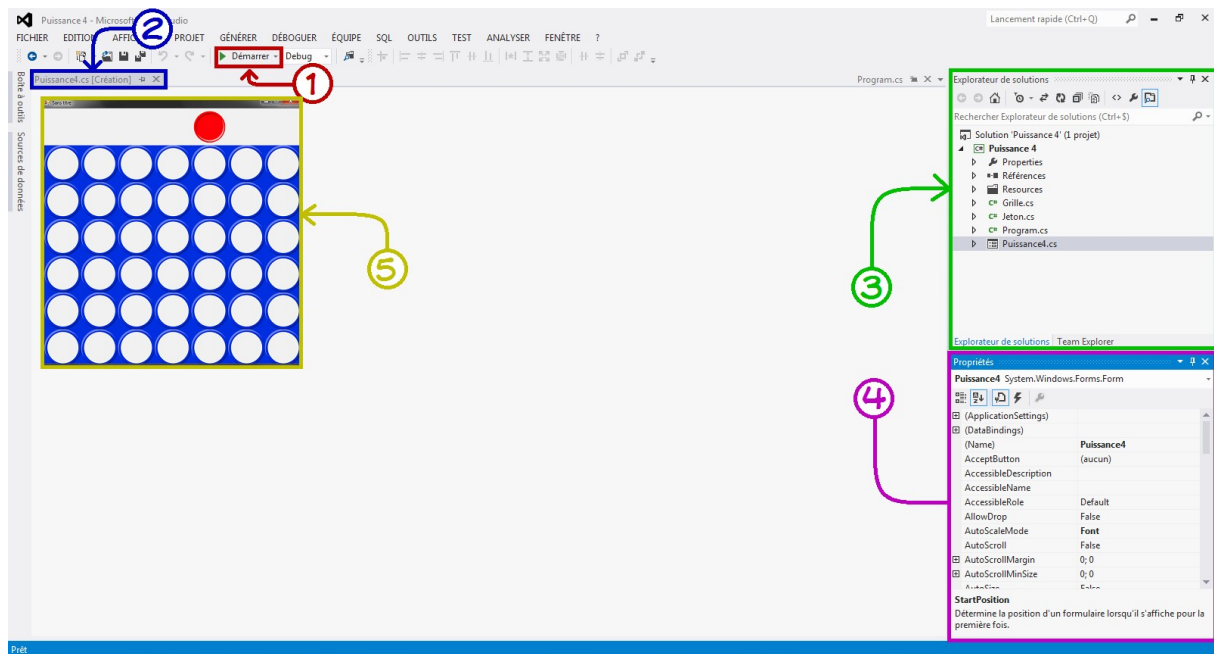 Puissance 4 - Microsoft
udio
Lancement rapide (Ctrl+Q)
FICHIER EDITION AFFIC PROJET GÉNÉRER DÉBOGUER ÉQUIPE SQL OUTILS TEST ANALYSER FENÊTRE ?
Démarrer Debug
2
1
Puissance4.cs [Création]
Program.cs
Boîte à outils
Sources de données
5
3
4
Explorateur de solutions
Rechercher Explorateur de solutions (Ctrl+$)
Solution 'Puissance 4' (1 projet)
C# Puissance 4
Properties
Références
Resources
C# Grille.cs
C# Jeton.cs
C# Program.cs
Puissance4.cs
Explorateur de solutions Team Explorer
Propriétés
Puissance4 System.Windows.Forms.Form
(ApplicationSettings)
(DataBindings)
(Name) Puissance4
AcceptButton (aucun)
AccessibleDescription
AccessibleName
AccessibleRole Default
AllowDrop False
AutoScaleMode Font
AutoScroll False
AutoScrollMargin 0; 0
AutoScrollMinSize 0; 0
AutoSize False
StartPosition
Détermine la position d'un formulaire lorsqu'il s'affiche pour la
première fois.
Prêt